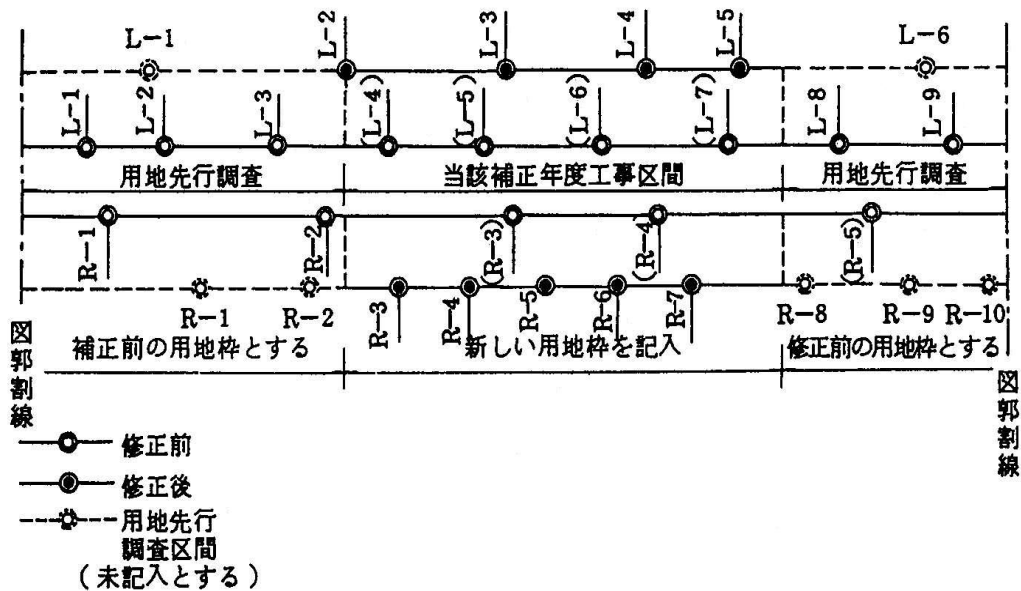 L-1
L-2
L-3
L-4
L-5
L-6
L-1
L-2
L-3
(L-4)
(L-5)
(L-6)
(L-7)
L-8
L-9
用地先行調査
当該補正年度工事区間
用地先行調査
R-1
R-2
(R-3)
(R-4)
(R-5)
R-1
R-2
R-3
R-4
R-5
R-6
R-7
R-8
R-9
R-10
補正前の用地枠とする
新しい用地枠を記入
修正前の用地枠とする
図郭割線
図郭割線
修正前
修正後
用地先行
調査区間
(未記入とする)